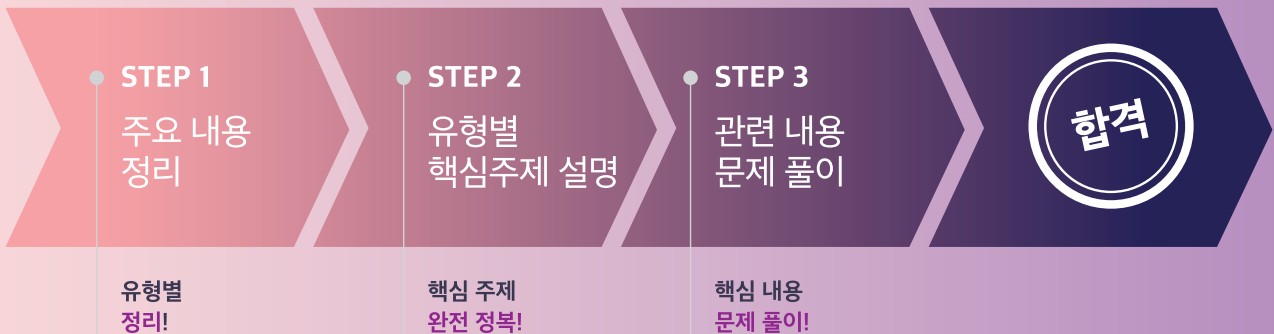 STEP 1
주요 내용
정리
STEP 2
유형별
핵심주제 설명
STEP 3
관련 내용
문제 풀이
합격
유형별
정리!
핵심 주제
완전 정복!
핵심 내용
문제 풀이!